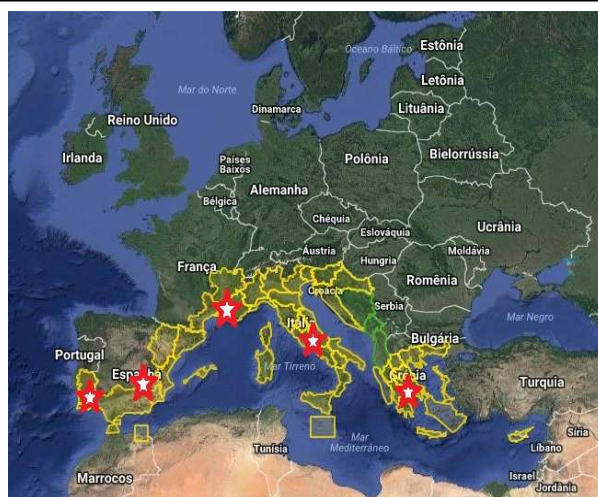 Oceano Báltico
Estônia
Letônia
Mar do Norte
Dinamarca
Lituânia
Reino Unido
Irlanda
Países
Baixos
Polônia
Bielorrússia
Bélgica
Alemanha
Chéquia
Eslováquia
Ucrânia
Áustria
Hungria
Moldávia
França
Romênia
Croácia
Sérbia
Itáli
Mar Negro
Bulgária
Portugal
Espanha
Mar Tirreno
Grécia
Turquia
Tunísia
Mar
Mediterrâneo
Síria
Líbano
Marrocos
Israel
Jordânia